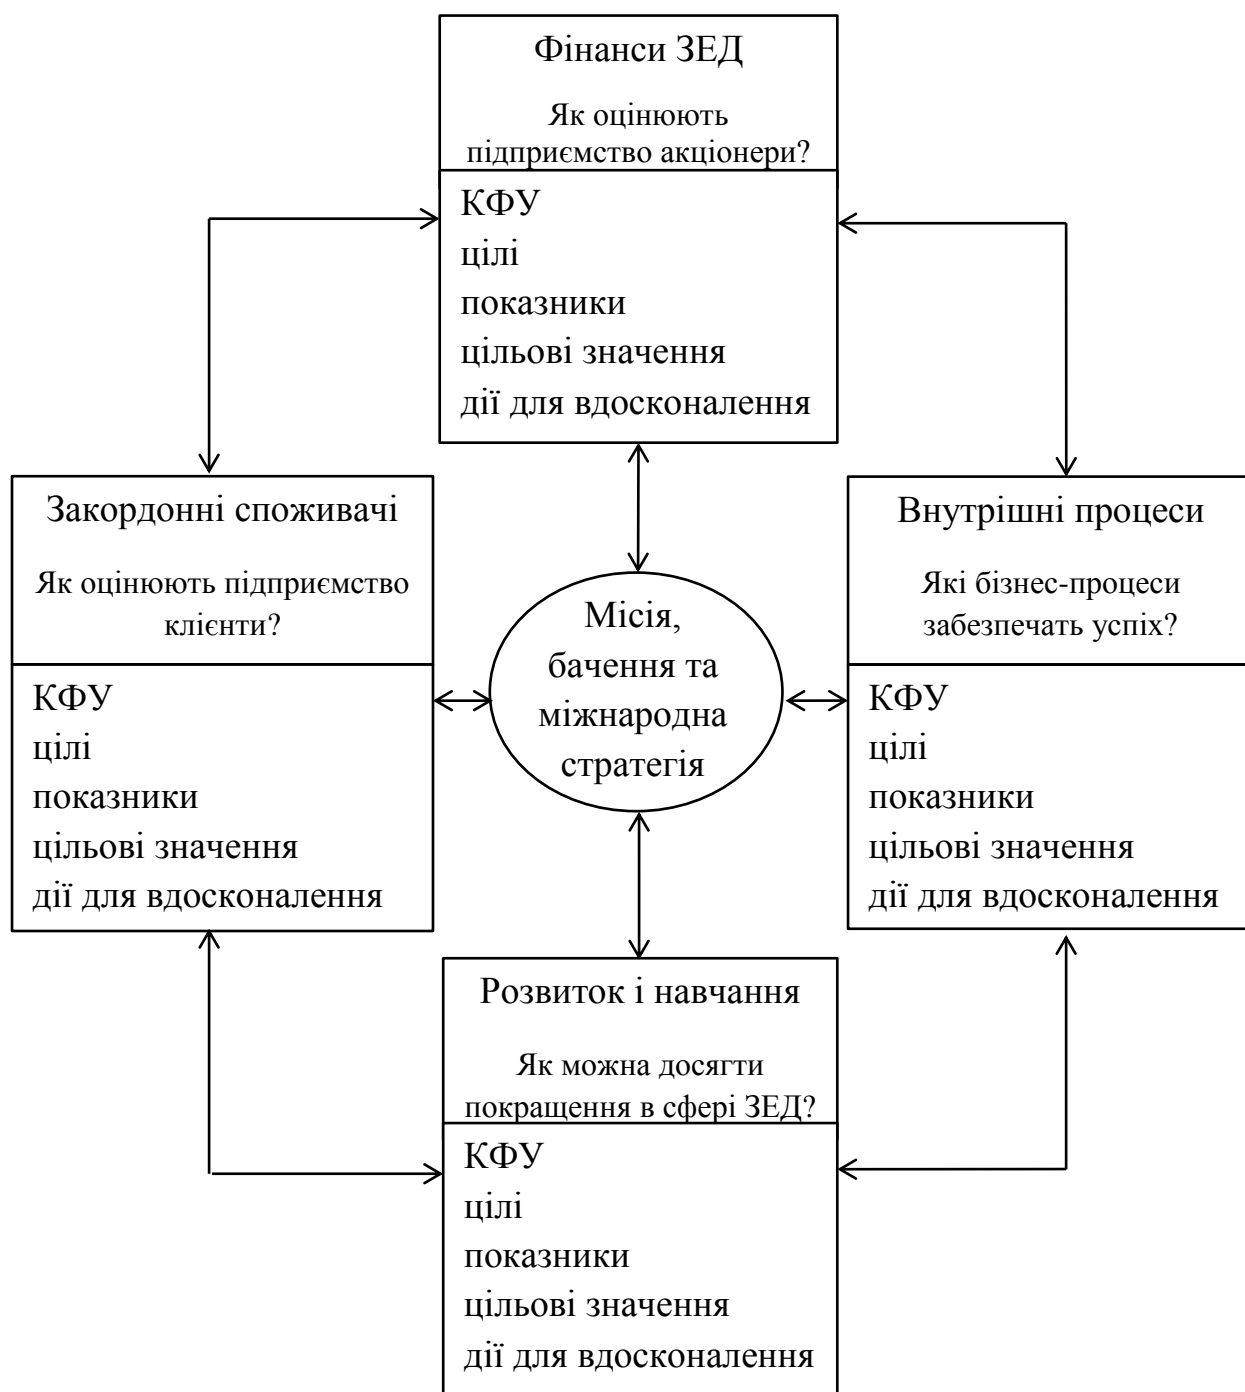 Фінанси ЗЕД
Як оцінюють
підприємство акціонери?
КФУ
цілі
показники
цільові значення
дії для вдосконалення
Закордонні споживачі
Як оцінюють підприємство
клієнти?
КФУ
цілі
показники
цільові значення
дії для вдосконалення
Місія,
бачення та
міжнародна
стратегія
Внутрішні процеси
Які бізнес-процеси
забезпечать успіх?
КФУ
цілі
показники
цільові значення
дії для вдосконалення
Розвиток і навчання
Як можна досягти
покращення в сфері ЗЕД?
КФУ
цілі
показники
цільові значення
дії для вдосконалення